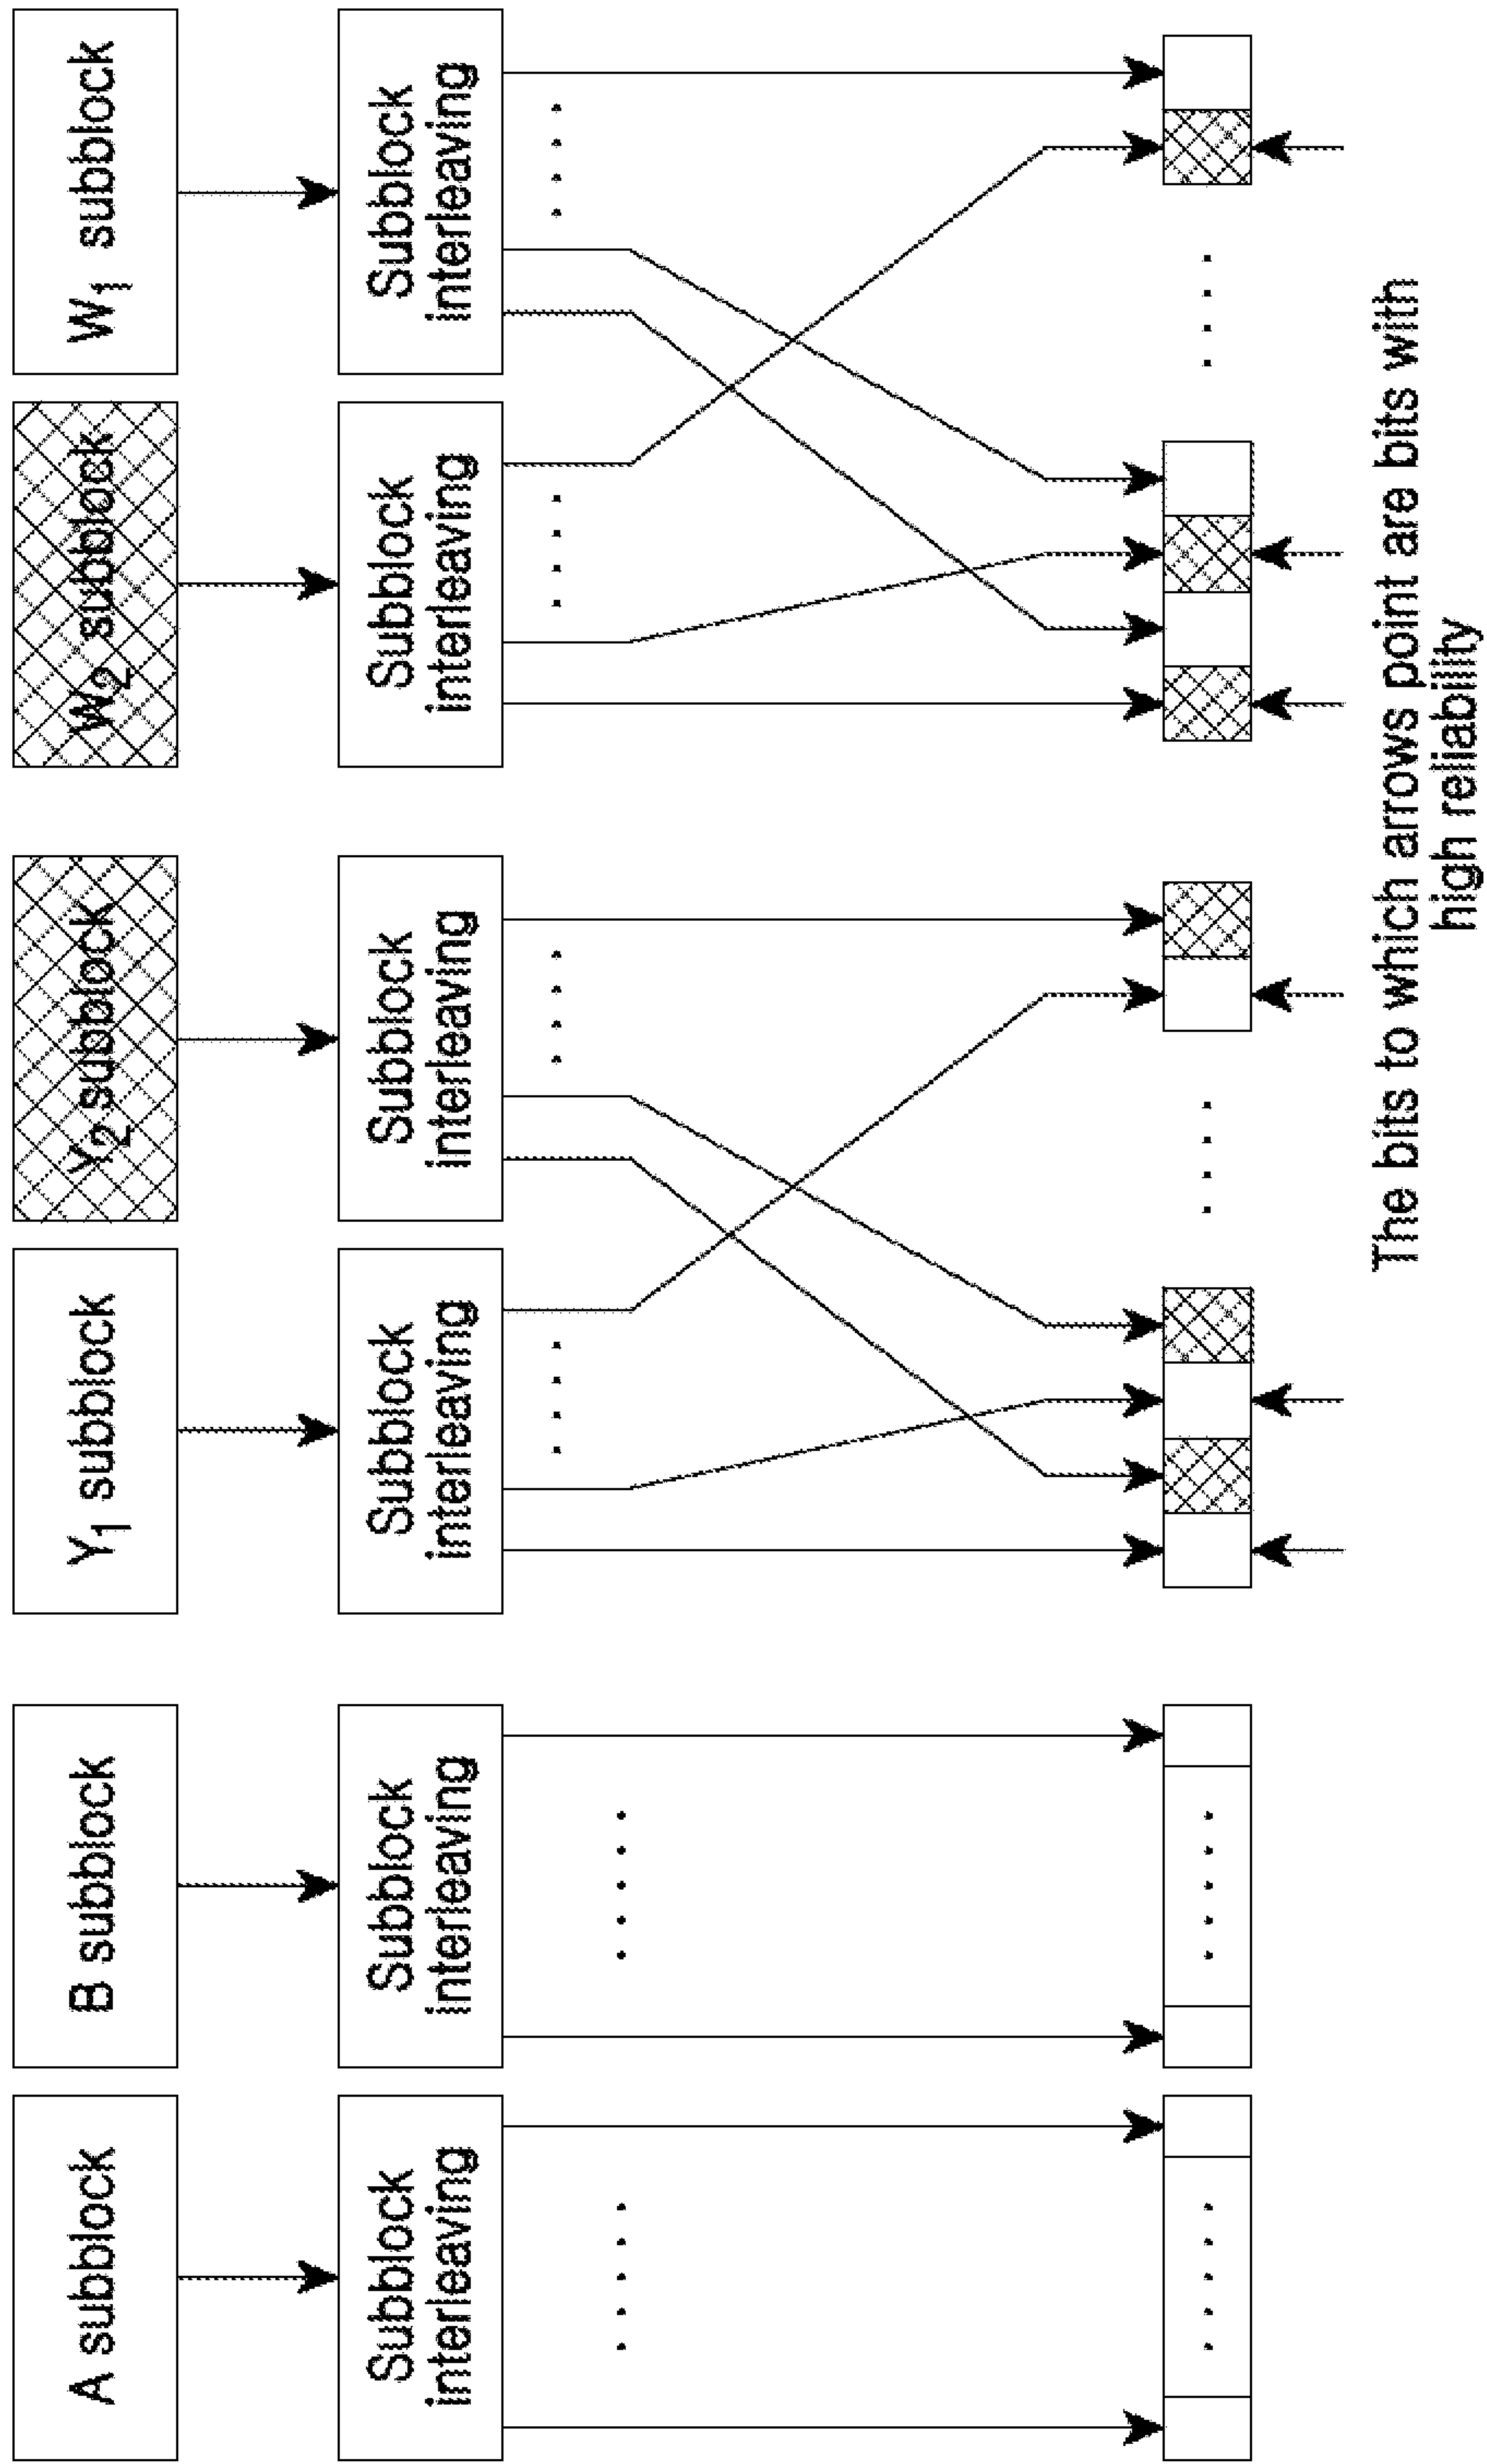 A subblock
B subblock
Y1 subblock
Y2 subblock
W2 subblock
W1 subblock
Subblock
interleaving
Subblock
interleaving
Subblock
interleaving
Subblock
interleaving
Subblock
interleaving
Subblock
interleaving
The bits to which arrows point are bits with
high reliability